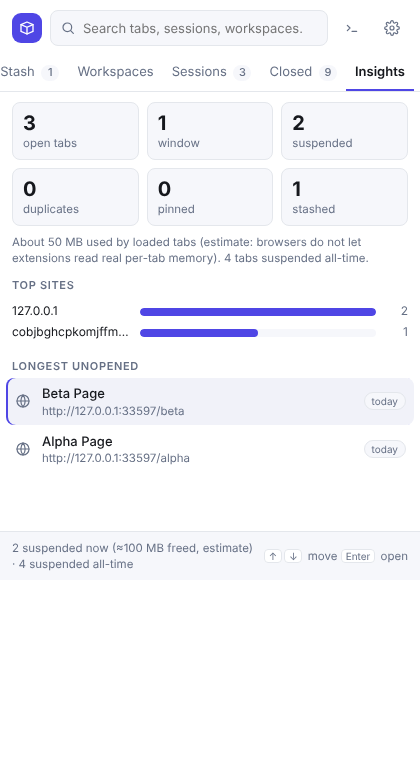 Search tabs, sessions, workspaces.
Stash 1 Workspaces Sessions 3 Closed 9 Insights
3 1 2
open tabs window suspended
0 0 1
duplicates pinned stashed
About 50 MB used by loaded tabs (estimate: browsers do not let
extensions read real per-tab memory). 4 tabs suspended all-time.
TOP SITES
127.0.0.1 2
cobjbghcpkomjffm... 1
LONGEST UNOPENED
Beta Page
http://127.0.0.1:33597/beta today
Alpha Page
http://127.0.0.1:33597/alpha today
2 suspended now (≈100 MB freed, estimate)
· 4 suspended all-time
↑ ↓ move Enter open